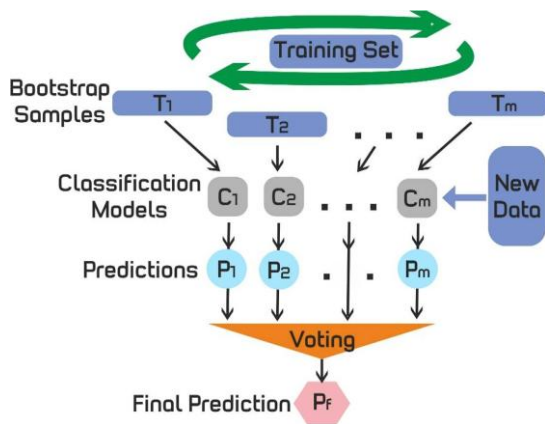 Training Set
Bootstrap
Samples
T1
T2
. . .
Tm
Classification
Models
C1
C2
. . .
Cm
New
Data
Predictions
P1
P2
. .
Pm
Voting
Final Prediction
Pf